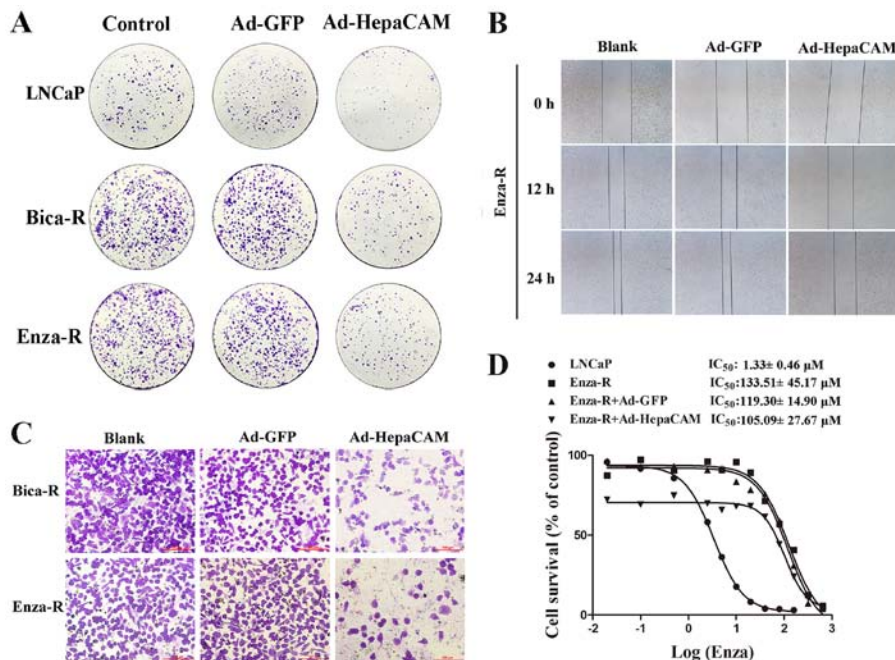 A
Control Ad-GFP Ad-HepaCAM
LNCaP
Bica-R
Enza-R
B
Blank Ad-GFP Ad-HepaCAM
Enza-R
0 h
12 h
24 h
C
Blank Ad-GFP Ad-HepaCAM
Bica-R
Enza-R
D
LNCaP IC50: 1.33± 0.46 μM
Enza-R IC50:133.51± 45.17 μM
Enza-R+Ad-GFP IC50:119.30± 14.90 μM
Enza-R+Ad-HepaCAM IC50:105.09± 27.67 μM
Cell survival (% of control)
100
50
0
-2 -1 0 1 2 3
Log (Enza)